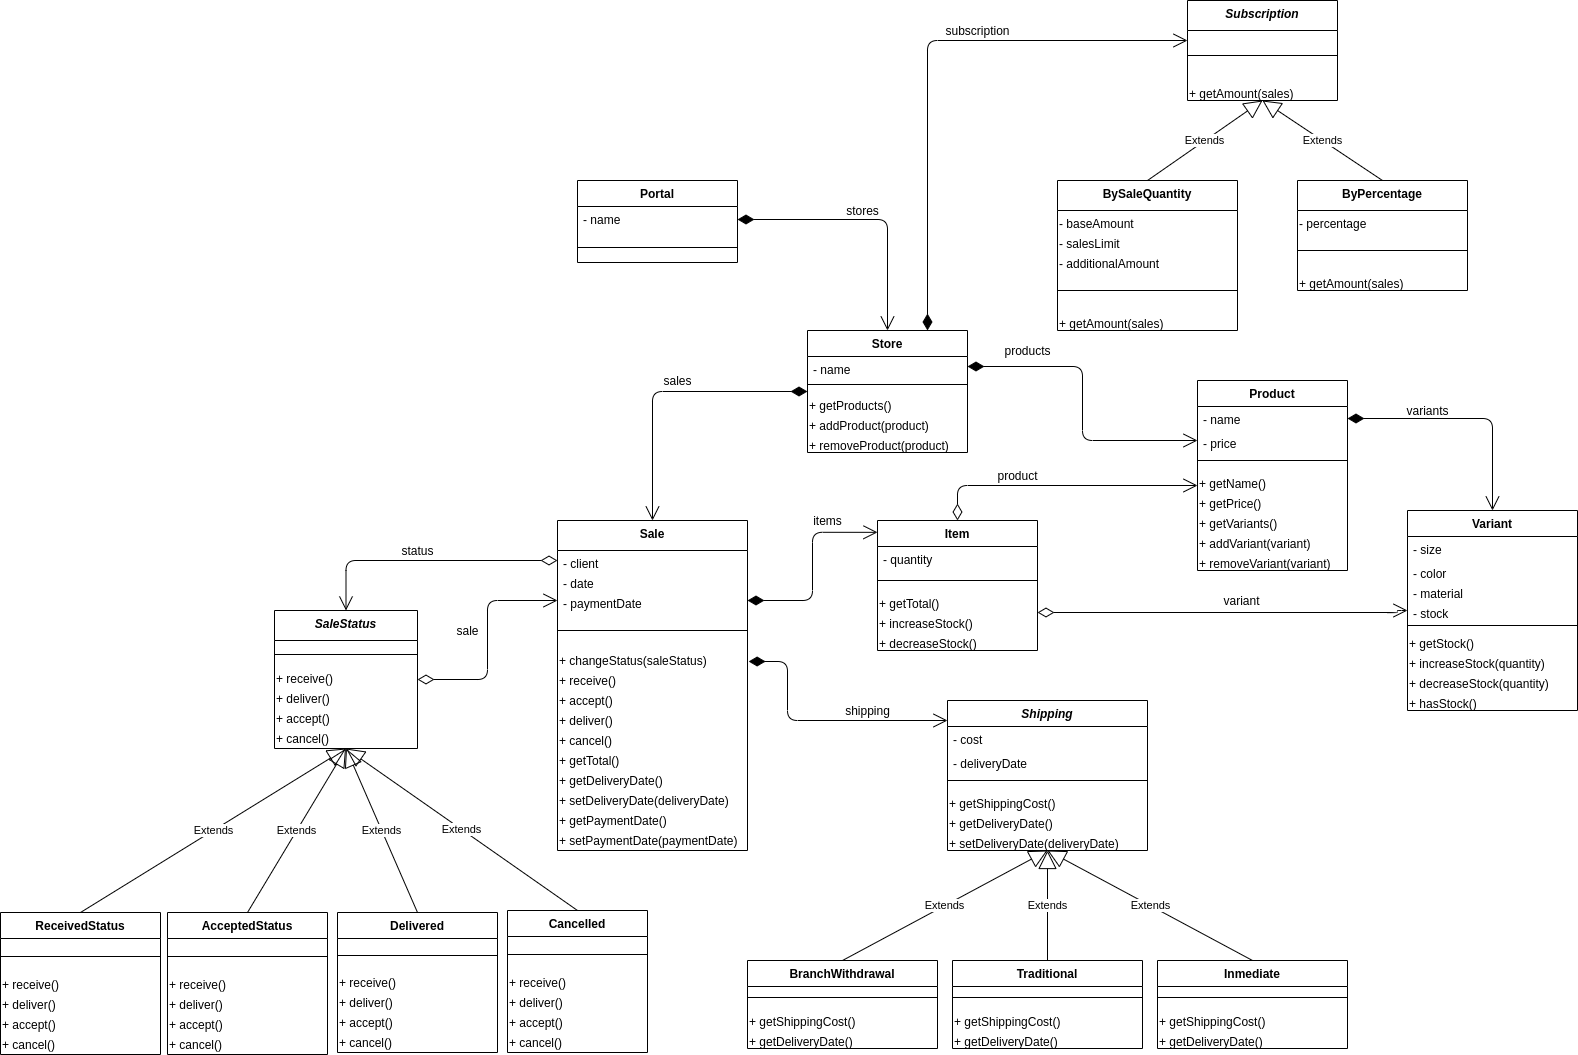 Subscription
subscription
+ getAmount(sales)
Extends
Extends
Portal
- name
stores
BySaleQuantity
- baseAmount
- salesLimit
- additionalAmount
+ getAmount(sales)
ByPercentage
- percentage
+ getAmount(sales)
Store
- name
+ getProducts()
+ addProduct(product)
+ removeProduct(product)
products
sales
Product
- name
- price
+ getName()
+ getPrice()
+ getVariants()
+ addVariant(variant)
+ removeVariant(variant)
variants
product
Variant
- size
- color
- material
- stock
+ getStock()
+ increaseStock(quantity)
+ decreaseStock(quantity)
+ hasStock()
Sale
- client
- date
- paymentDate
+ changeStatus(saleStatus)
+ receive()
+ accept()
+ deliver()
+ cancel()
+ getTotal()
+ getDeliveryDate()
+ setDeliveryDate(deliveryDate)
+ getPaymentDate()
+ setPaymentDate(paymentDate)
items
Item
- quantity
+ getTotal()
+ increaseStock()
+ decreaseStock()
variant
status
sale
SaleStatus
+ receive()
+ deliver()
+ accept()
+ cancel()
shipping
Shipping
- cost
- deliveryDate
+ getShippingCost()
+ getDeliveryDate()
+ setDeliveryDate(deliveryDate)
Extends
Extends
Extends
Extends
Extends
Extends
Extends
ReceivedStatus
+ receive()
+ deliver()
+ accept()
+ cancel()
AcceptedStatus
+ receive()
+ deliver()
+ accept()
+ cancel()
Delivered
+ receive()
+ deliver()
+ accept()
+ cancel()
Cancelled
+ receive()
+ deliver()
+ accept()
+ cancel()
BranchWithdrawal
+ getShippingCost()
+ getDeliveryDate()
Traditional
+ getShippingCost()
+ getDeliveryDate()
Inmediate
+ getShippingCost()
+ getDeliveryDate()